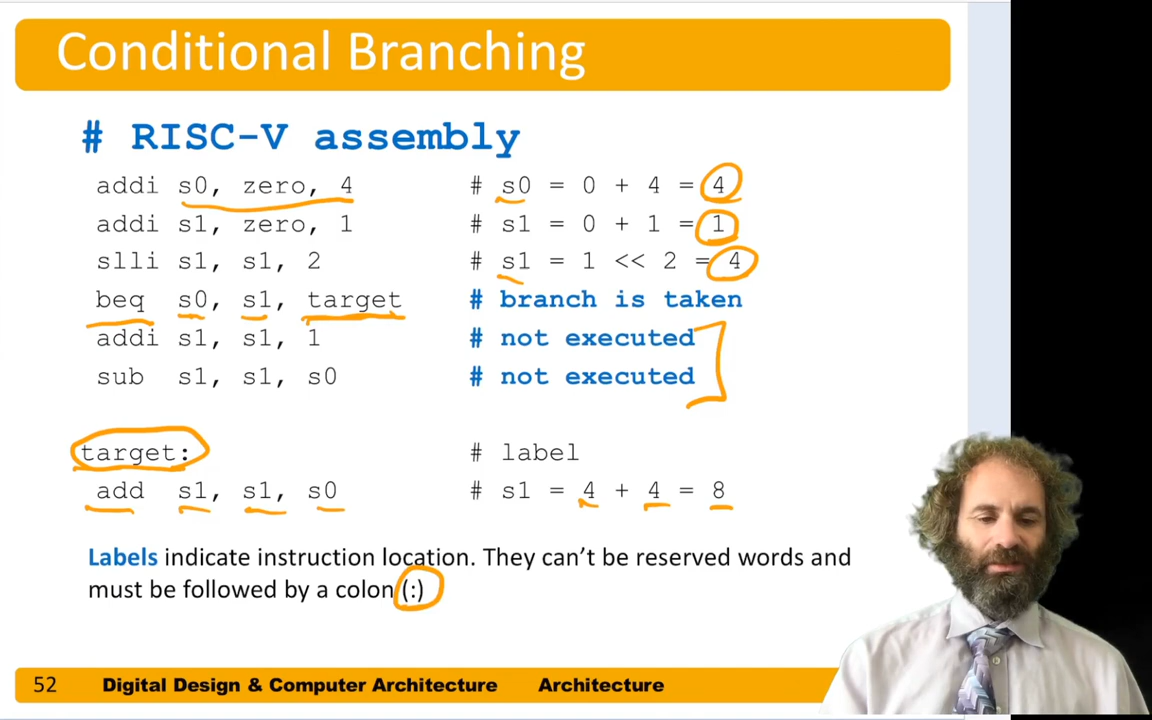 Conditional Branching
# RISC-V assembly
addi s0, zero, 4 # s0 = 0 + 4 = 4
addi s1, zero, 1 # s1 = 0 + 1 = 1
slli s1, s1, 2 # s1 = 1 << 2 = 4
beq s0, s1, target # branch is taken
addi s1, s1, 1 # not executed
sub s1, s1, s0 # not executed
target: # label
add s1, s1, s0 # s1 = 4 + 4 = 8
Labels indicate instruction location. They can’t be reserved words and
must be followed by a colon (:)
52 Digital Design & Computer Architecture Architecture